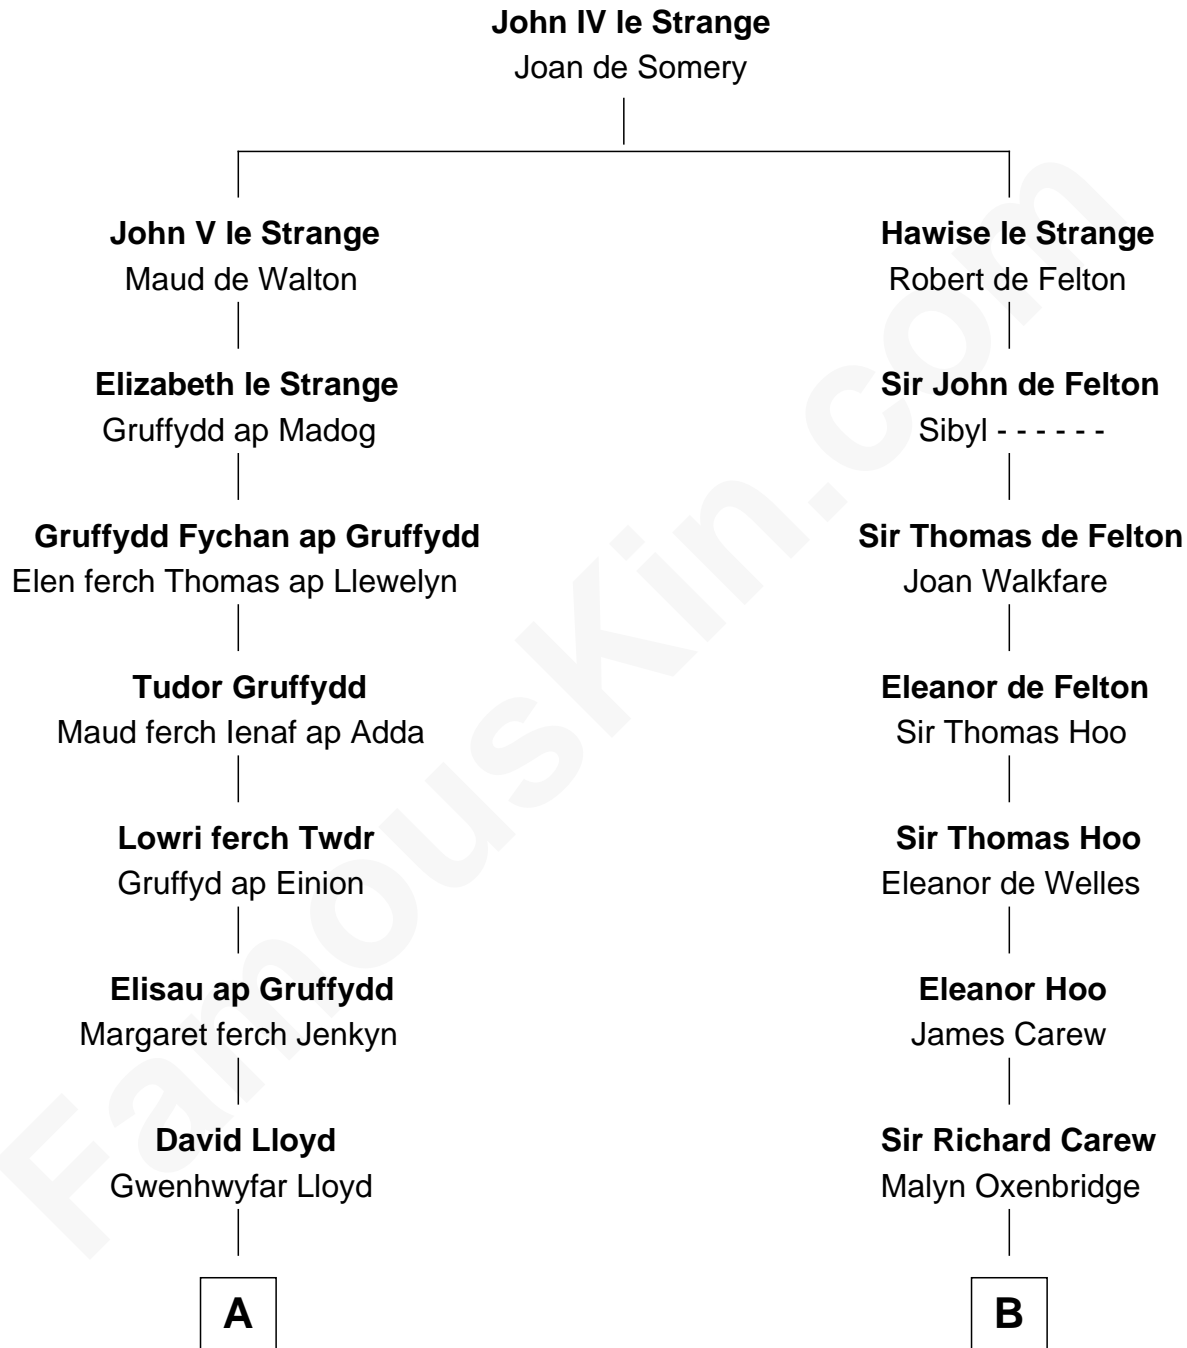 John IV le Strange
Joan de Somery
John V le Strange
Maud de Walton
Hawise le Strange
Robert de Felton
Elizabeth le Strange
Gruffydd ap Madog
Sir John de Felton
Sibyl - - - - - -
Gruffydd Fychan ap Gruffydd
Elen ferch Thomas ap Llewelyn
Sir Thomas de Felton
Joan Walkfare
Tudor Gruffydd
Maud ferch Ienaf ap Adda
Eleanor de Felton
Sir Thomas Hoo
Lowri ferch Twdr
Gruffyd ap Einion
Sir Thomas Hoo
Eleanor de Welles
Elisau ap Gruffydd
Margaret ferch Jenkyn
Eleanor Hoo
James Carew
David Lloyd
Gwenhwyfar Lloyd
Sir Richard Carew
Malyn Oxenbridge
A
B
FamousKin.com